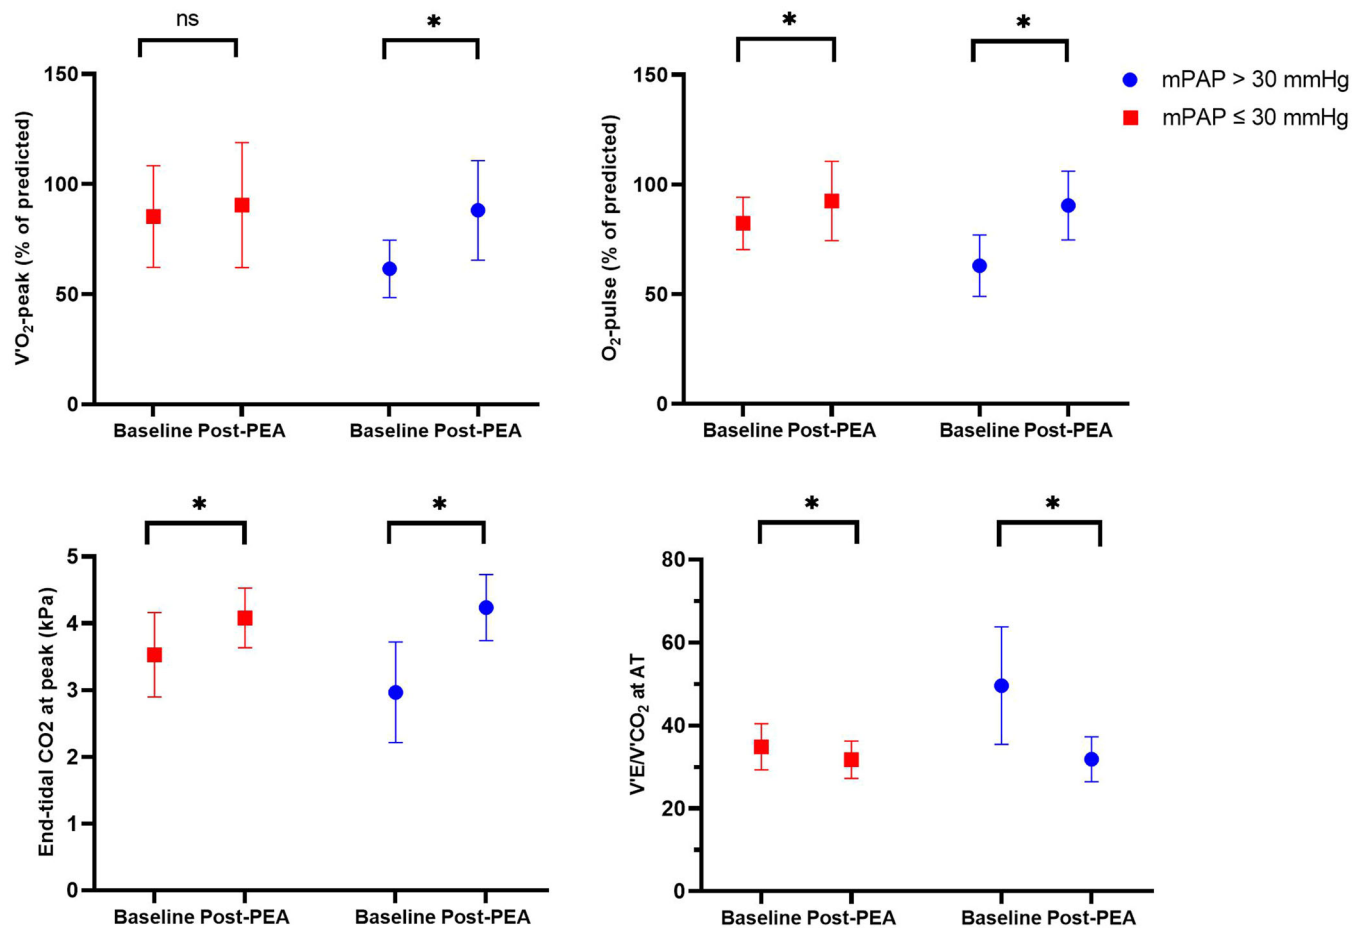 ns
*
150
100
50
0
V'O₂-peak (% of predicted)
Baseline Post-PEA
Baseline Post-PEA
*
*
150
100
50
0
O₂-pulse (% of predicted)
Baseline Post-PEA
Baseline Post-PEA
mPAP > 30 mmHg
mPAP ≤ 30 mmHg
*
*
5
4
3
2
1
0
End-tidal CO2 at peak (kPa)
Baseline Post-PEA
Baseline Post-PEA
*
*
80
60
40
20
0
V'E/V'CO₂ at AT
Baseline Post-PEA
Baseline Post-PEA